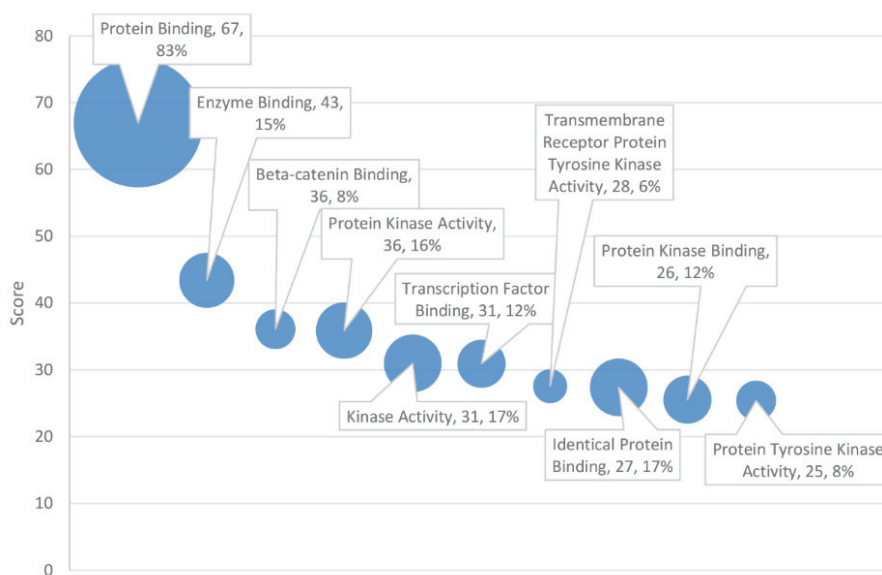 Protein Binding, 67,
83%
Enzyme Binding, 43,
15%
Beta-catenin Binding,
36, 8%
Protein Kinase Activity,
36, 16%
Kinase Activity, 31, 17%
Transcription Factor
Binding, 31, 12%
Transmembrane
Receptor Protein
Tyrosine Kinase
Activity, 28, 6%
Identical Protein
Binding, 27, 17%
Protein Kinase Binding,
26, 12%
Protein Tyrosine Kinase
Activity, 25, 8%
Score
80
70
60
50
40
30
20
10
0